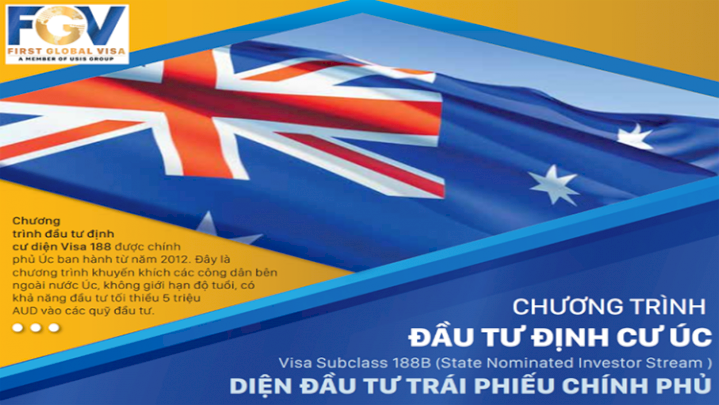 FGV
FIRST GLOBAL VISA
A MEMBER OF USIS GROUP
Chương
trình đầu tư định
cư diện Visa 188 được chính
phủ Úc ban hành từ năm 2012. Đây là
chương trình khuyến khích các công dân bên
ngoài nước Úc, không giới hạn độ tuổi, có
khả năng đầu tư tối thiểu 5 triệu
AUD vào các quỹ đầu tư.
CHƯƠNG TRÌNH
ĐẦU TƯ ĐỊNH CƯ ÚC
Visa Subclass 188B (State Nominated Investor Stream )
DIỆN ĐẦU TƯ TRÁI PHIẾU CHÍNH PHỦ